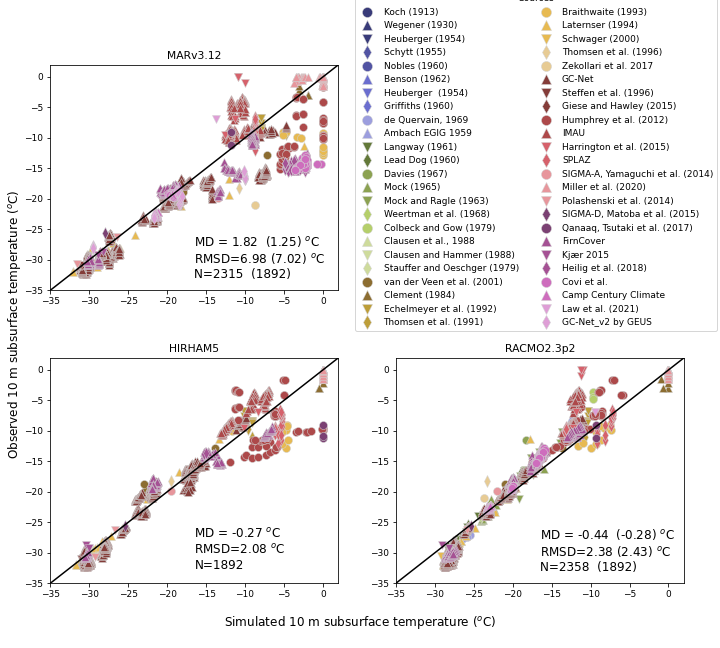 MARv3.12
0
−5
−10
−15
−20
−25
−30
−35
−35 −30 −25 −20 −15 −10 −5 0
MD = 1.82 (1.25) °C
RMSD=6.98 (7.02) °C
N=2315 (1892)
Koch (1913)
Wegener (1930)
Heuberger (1954)
Schytt (1955)
Nobles (1960)
Benson (1962)
Heuberger (1954)
Griffiths (1960)
de Quervain, 1969
Ambach EGIG 1959
Langway (1961)
Lead Dog (1960)
Davies (1967)
Mock (1965)
Mock and Ragle (1963)
Weertman et al. (1968)
Colbeck and Gow (1979)
Clausen et al., 1988
Clausen and Hammer (1988)
Stauffer and Oeschger (1979)
van der Veen et al. (2001)
Clement (1984)
Echelmeyer et al. (1992)
Thomsen et al. (1991)
Braithwaite (1993)
Laternser (1994)
Schwager (2000)
Thomsen et al. (1996)
Zekollari et al. 2017
GC-Net
Steffen et al. (1996)
Giese and Hawley (2015)
Humphrey et al. (2012)
IMAU
Harrington et al. (2015)
SPLAZ
SIGMA-A, Yamaguchi et al. (2014)
Miller et al. (2020)
Polashenski et al. (2014)
SIGMA-D, Matoba et al. (2015)
Qanaaq, Tsutaki et al. (2017)
FirnCover
Kjær 2015
Heilig et al. (2018)
Covi et al.
Camp Century Climate
Law et al. (2021)
GC-Net_v2 by GEUS
Observed 10 m subsurface temperature (°C)
HIRHAM5
0
−5
−10
−15
−20
−25
−30
−35
−35 −30 −25 −20 −15 −10 −5 0
MD = -0.27 °C
RMSD=2.08 °C
N=1892
RACMO2.3p2
0
−5
−10
−15
−20
−25
−30
−35
−35 −30 −25 −20 −15 −10 −5 0
MD = -0.44 (-0.28) °C
RMSD=2.38 (2.43) °C
N=2358 (1892)
Simulated 10 m subsurface temperature (°C)